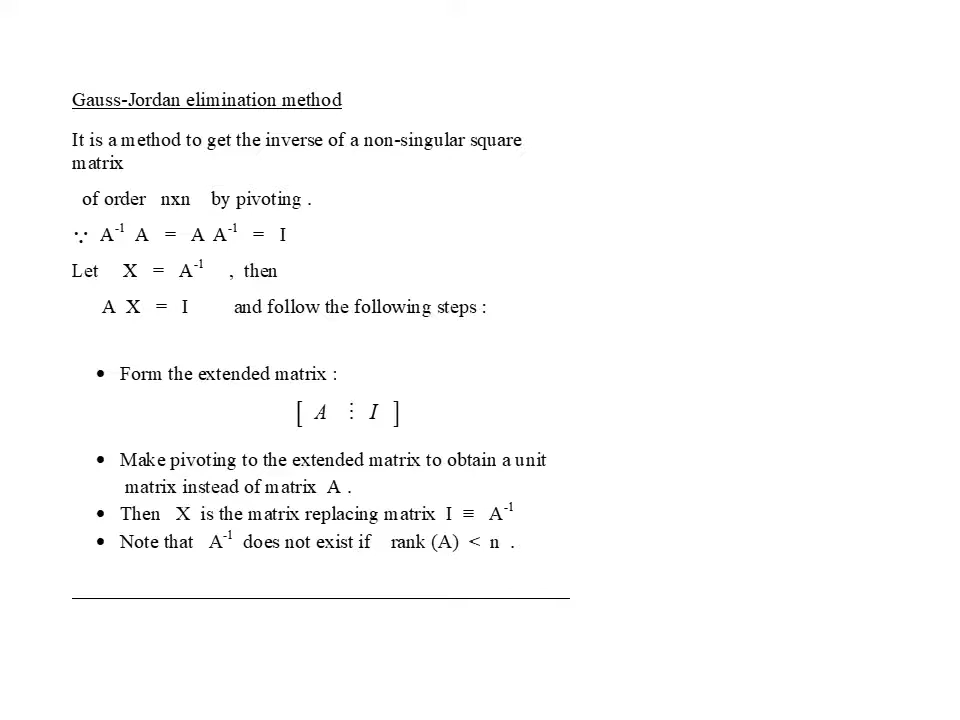 Gauss-Jordan elimination method
It is a method to get the inverse of a non-singular square
matrix
of order nxn by pivoting .
∵ A⁻¹ A = A A⁻¹ = I
Let X = A⁻¹ , then
A X = I and follow the following steps :
• Form the extended matrix :
[ A ⋮ I ]
• Make pivoting to the extended matrix to obtain a unit
matrix instead of matrix A .
• Then X is the matrix replacing matrix I ≡ A⁻¹
• Note that A⁻¹ does not exist if rank (A) < n .